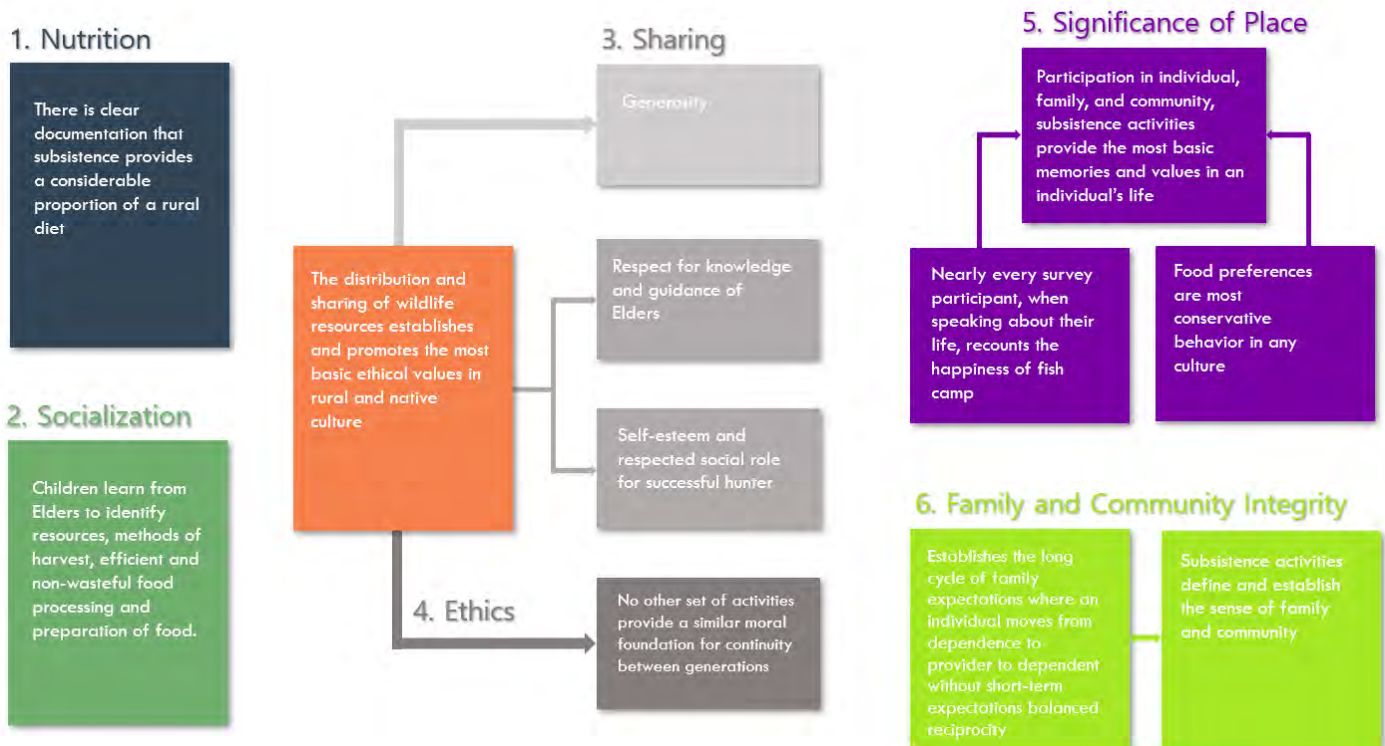 1. Nutrition
There is clear
documentation that
subsistence provides
a considerable
proportion of a rural
diet
2. Socialization
Children learn from
Elders to identify
resources, methods of
harvest, efficient and
non-wasteful food
processing and
preparation of food.
The distribution and
sharing of wildlife
resources establishes
and promotes the most
basic ethical values in
rural and native
culture
3. Sharing
Generosity
Respect for knowledge
and guidance of
Elders
Self-esteem and
respected social role
for successful hunter
4. Ethics
No other set of activities
provide a similar moral
foundation for continuity
between generations
5. Significance of Place
Participation in individual,
family, and community,
subsistence activities
provide the most basic
memories and values in an
individual's life
Nearly every survey
participant, when
speaking about their
life, recounts the
happiness of fish
camp
Food preferences
are most
conservative
behavior in any
culture
6. Family and Community Integrity
Establishes the long
cycle of family
expectations where an
individual moves from
dependence to
provider to dependent
without short-term
expectations balanced
reciprocity
Subsistence activities
define and establish
the sense of family
and community